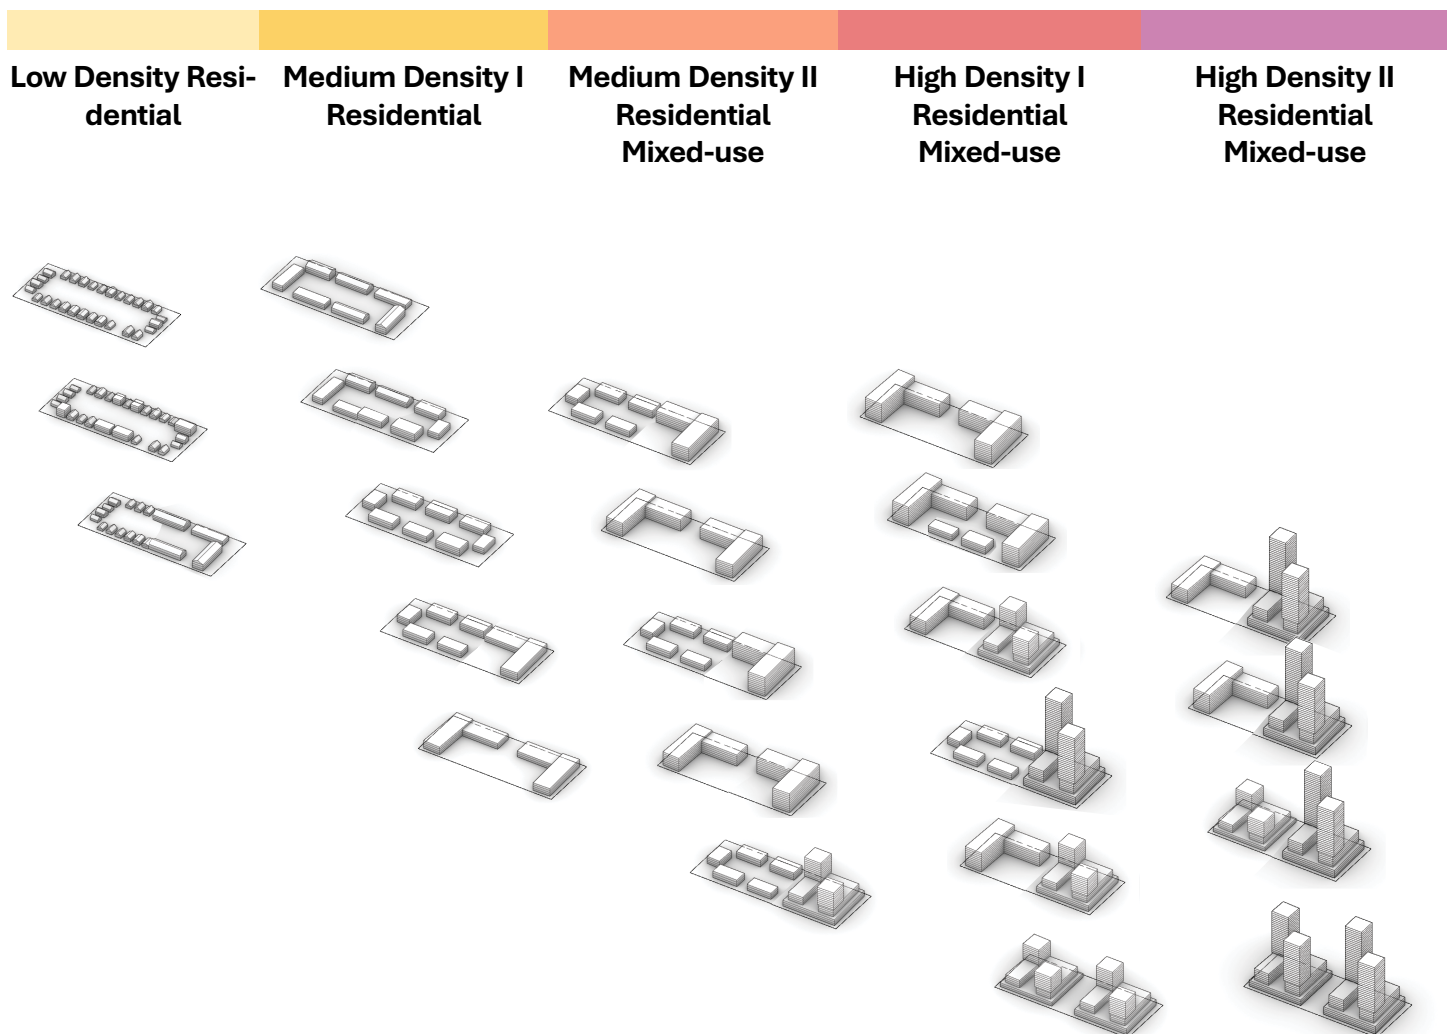 Low Density Resi-
dential
Medium Density I
Residential
Medium Density II
Residential
Mixed-use
High Density I
Residential
Mixed-use
High Density II
Residential
Mixed-use